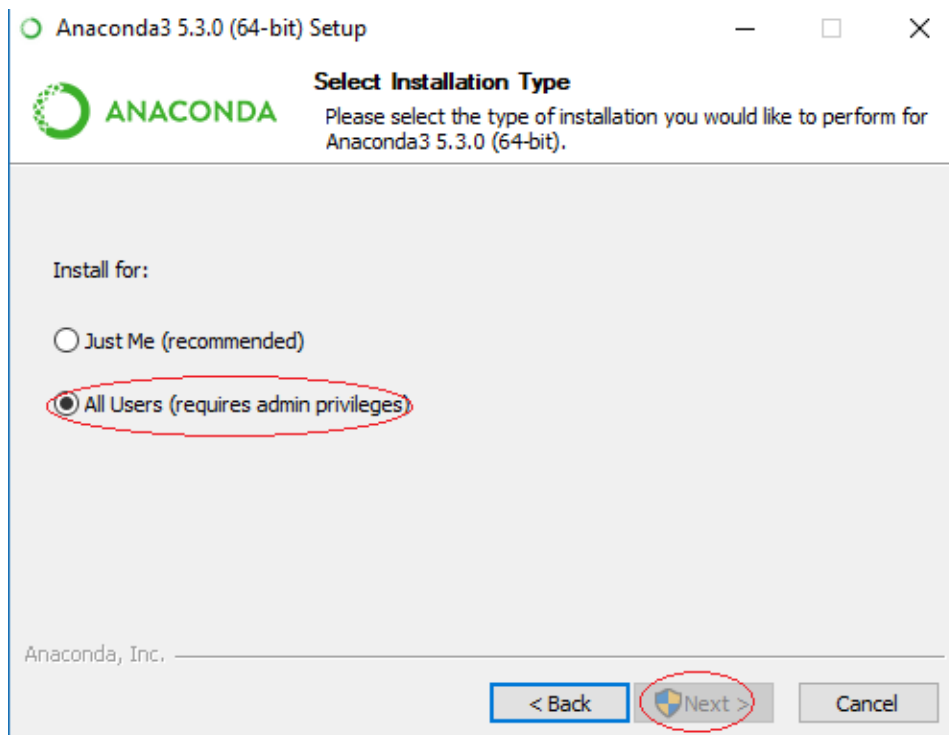 Anaconda3 5.3.0 (64-bit) Setup
ANACONDA
Select Installation Type
Please select the type of installation you would like to perform for
Anaconda3 5.3.0 (64-bit).
Install for:
Just Me (recommended)
All Users (requires admin privileges)
Anaconda, Inc.
< Back
Next >
Cancel